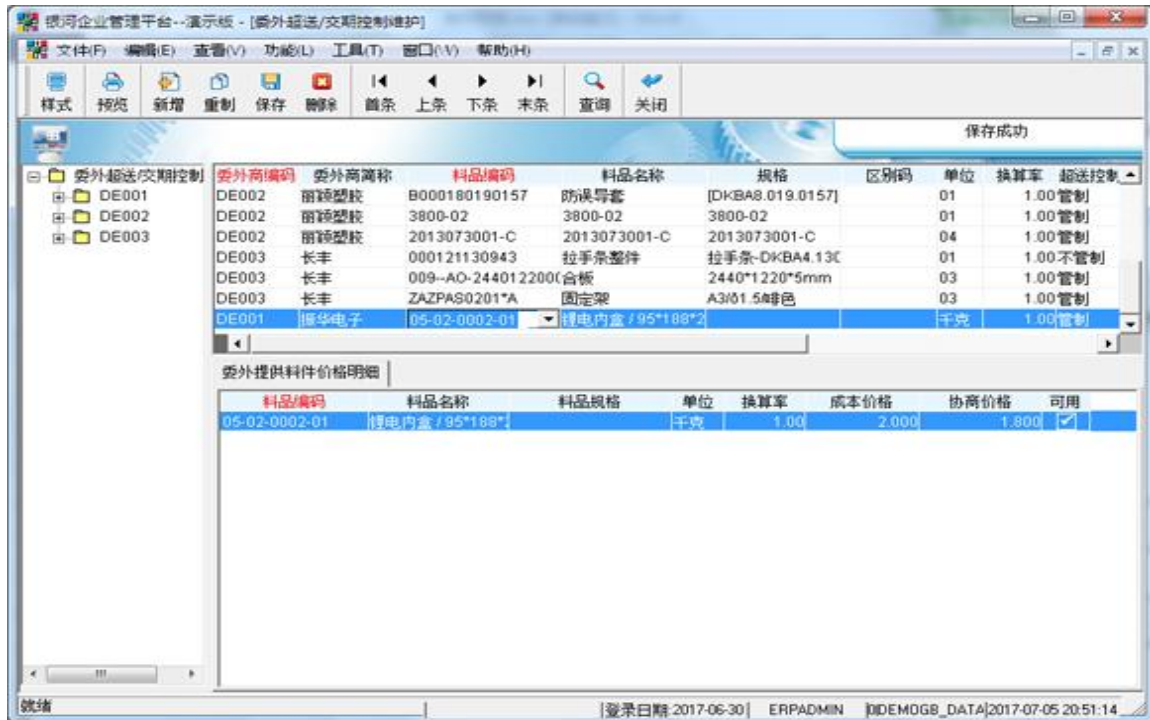 银河企业管理平台--演示版 - [委外超送/交期控制维护]
文件(F) 编辑(E) 查看(V) 功能(L) 工具(T) 窗口(W) 帮助(H)
样式 预览 新增 重制 保存 删除 首条 上条 下条 末条 查询 关闭
保存成功
委外超送/交期控制
DE001
DE002
DE003
委外商编码 委外商简称 料品编码 料品名称 规格 区别码 单位 换算率 超送控制
DE002 丽颖塑胶 B000180190157 防误导套 [DKBA8.019.0157] 01 1.00 管制
DE002 丽颖塑胶 3800-02 3800-02 3800-02 01 1.00 管制
DE002 丽颖塑胶 2013073001-C 2013073001-C 2013073001-C 04 1.00 管制
DE003 长丰 000121130943 拉手条整件 拉手条-DKBA4.130 01 1.00 不管制
DE003 长丰 009--AO-244012200 合板 2440*1220*5mm 03 1.00 管制
DE003 长丰 ZAZPAS0201*A 固定架 03 1.00 管制
DE001 振华电子 05-02-0002-01 锂电内盒 / 95*188*2 千克 1.00 管制
委外提供料件价格明细
料品编码 料品名称 料品规格 单位 换算率 成本价格 协商价格 可用
05-02-0002-01 锂电内盒 / 95*188*2 千克 1.00 2.000 1.800
就绪 登录日期:2017-06-30 ERPADMIN DEMOGB_DATA 2017-07-05 20:51:14